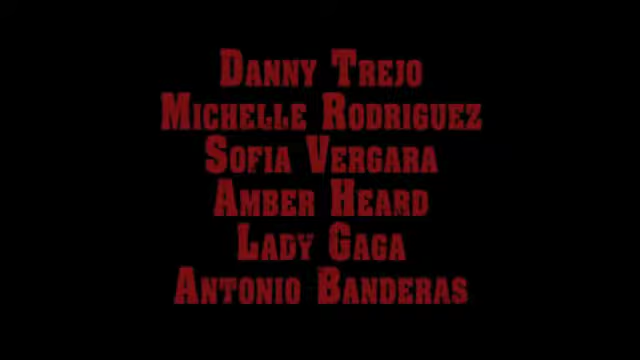 Danny Trejo
Michelle Rodriguez
Sofia Vergara
Amber Heard
Lady Gaga
Antonio Banderas